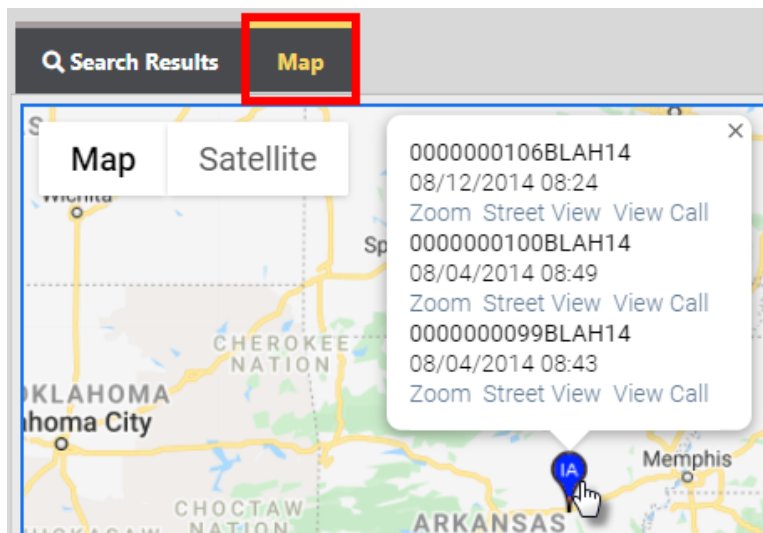 Search Results
Map
Map
Satellite
0000000106BLAH14
08/12/2014 08:24
Zoom Street View View Call
0000000100BLAH14
08/04/2014 08:49
Zoom Street View View Call
0000000099BLAH14
08/04/2014 08:43
Zoom Street View View Call
Wichita
Sp
CHEROKEE
NATION
OKLAHOMA
ahoma City
IA
Memphis
CHOCTAW
NATION
ARKANSAS